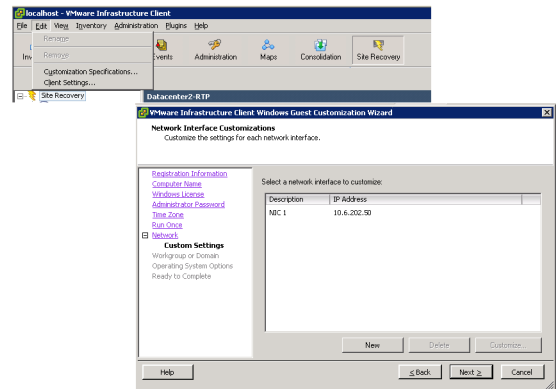 localhost - VMware Infrastructure Client
File Edit View Inventory Administration Plugins Help
Rename
Remove
Customization Specifications...
Client Settings...
Inv
Events Administration Maps Consolidation Site Recovery
Site Recovery
Datacenter2-RTP
VMware Infrastructure Client Windows Guest Customization Wizard
Network Interface Customizations
Customize the settings for each network interface.
Registration Information
Computer Name
Windows License
Administrator Password
Time Zone
Run Once
Network
Custom Settings
Workgroup or Domain
Operating System Options
Ready to Complete
Select a network interface to customize:
Description IP Address
NIC 1 10.6.202.50
New Delete Customize...
Help ≤ Back Next ≥ Cancel